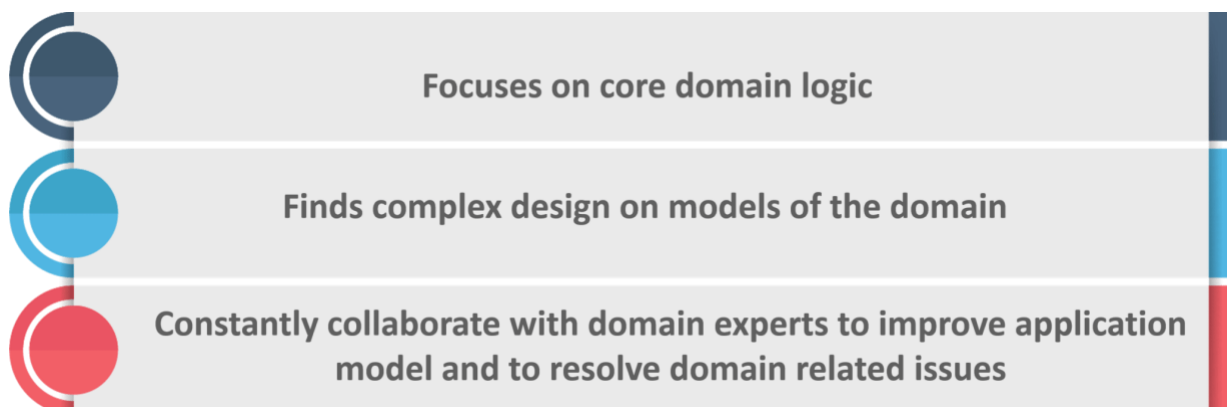 Focuses on core domain logic
Finds complex design on models of the domain
Constantly collaborate with domain experts to improve application
model and to resolve domain related issues